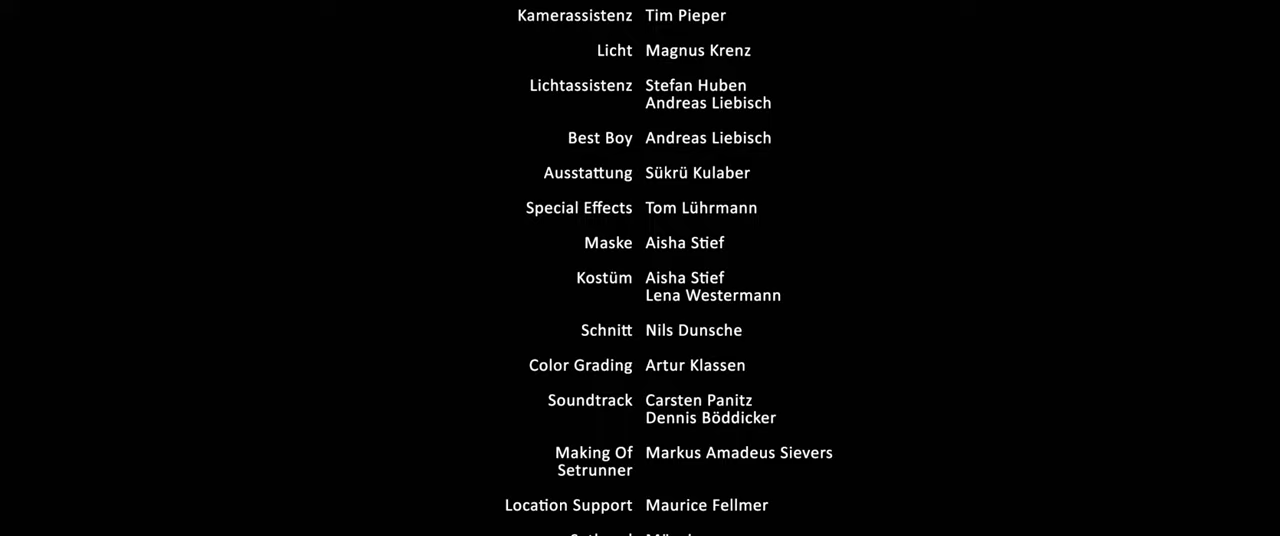 Kamerassistenz Tim Pieper
Licht Magnus Krenz
Lichtassistenz Stefan Huben
Andreas Liebisch
Best Boy Andreas Liebisch
Ausstattung Sükrü Kulaber
Special Effects Tom Lührmann
Maske Aisha Stief
Kostüm Aisha Stief
Lena Westermann
Schnitt Nils Dunsche
Color Grading Artur Klassen
Soundtrack Carsten Panitz
Dennis Böddicker
Making Of Markus Amadeus Sievers
Setrunner
Location Support Maurice Fellmer